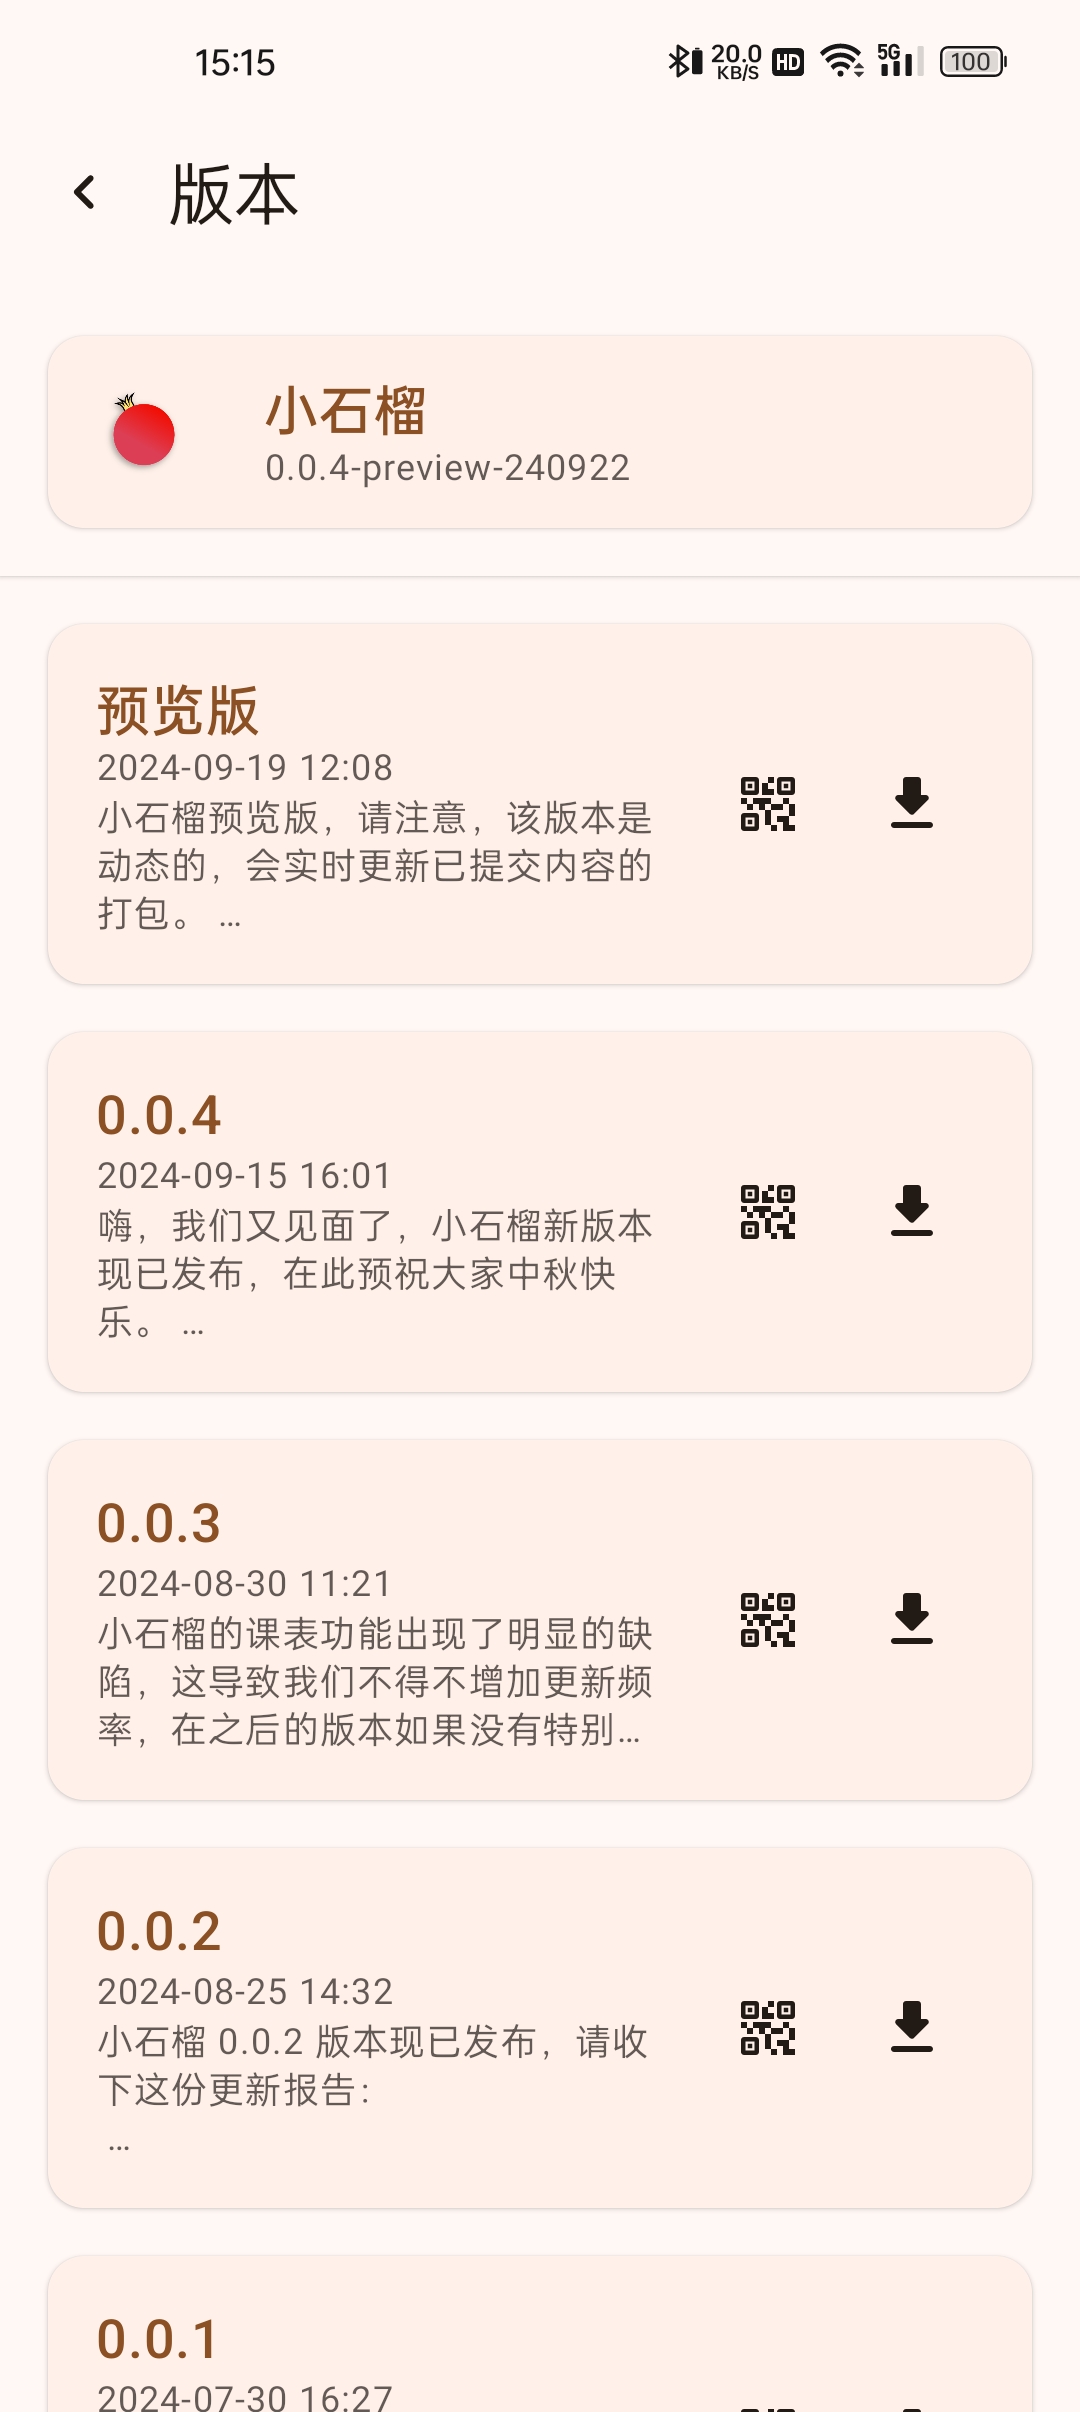 15:15
20.0
KB/S
HD
5G
100
版本
小石榴
0.0.4-preview-240922
预览版
2024-09-19 12:08
小石榴预览版，请注意，该版本是
动态的，会实时更新已提交内容的
打包。 …
0.0.4
2024-09-15 16:01
嗨，我们又见面了，小石榴新版本
现已发布，在此预祝大家中秋快
乐。 …
0.0.3
2024-08-30 11:21
小石榴的课表功能出现了明显的缺
陷，这导致我们不得不增加更新频
率，在之后的版本如果没有特别…
0.0.2
2024-08-25 14:32
小石榴 0.0.2 版本现已发布，请收
下这份更新报告：
…
0.0.1
2024-07-30 16:27